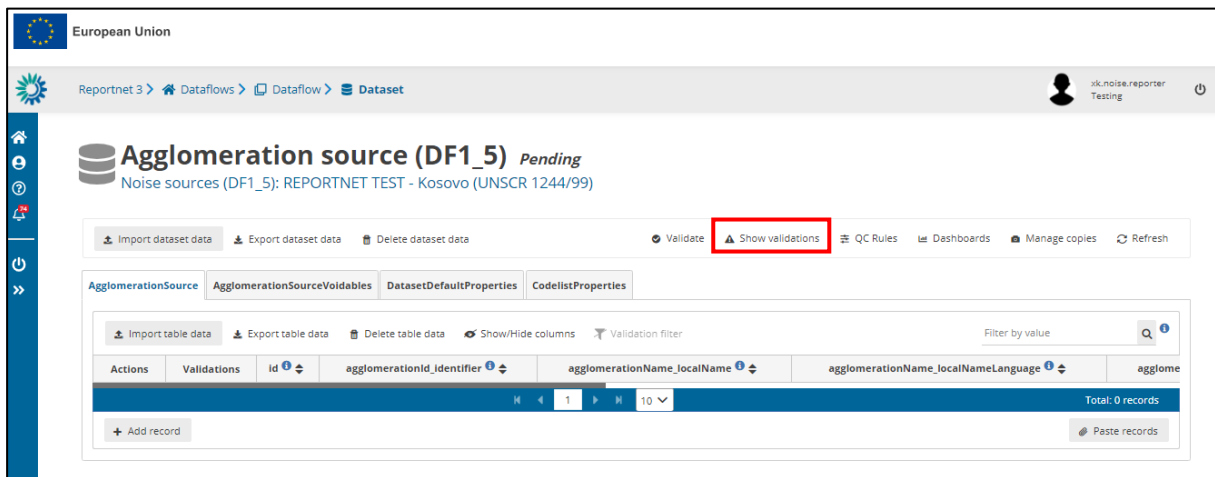 European Union
Reportnet 3 > Dataflows > Dataflow > Dataset
xk.noise.reporter
Testing
74
Agglomeration source (DF1_5) Pending
Noise sources (DF1_5): REPORTNET TEST - Kosovo (UNSCR 1244/99)
Import dataset data Export dataset data Delete dataset data Validate Show validations QC Rules Dashboards Manage copies Refresh
AgglomerationSource AgglomerationSourceVoidables DatasetDefaultProperties CodelistProperties
Import table data Export table data Delete table data Show/Hide columns Validation filter Filter by value
Actions Validations id agglomerationId_identifier agglomerationName_localName agglomerationName_localNameLanguage agglome
1 10 Total: 0 records
+ Add record Paste records